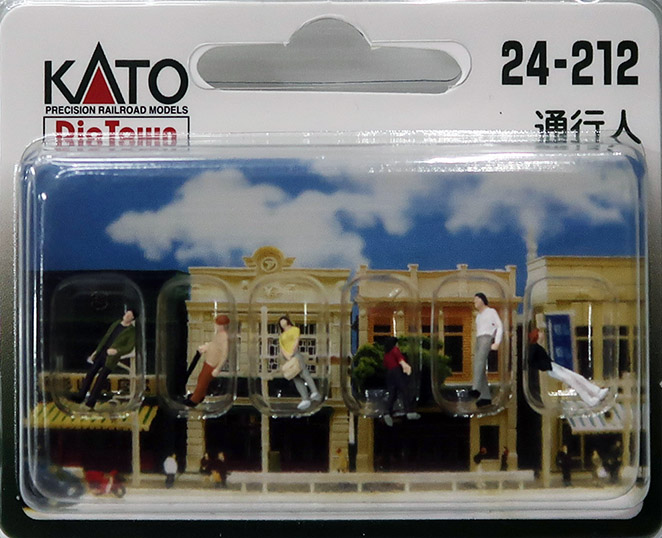 KATO
PRECISION RAILROAD MODELS
DioTown
24-212
通行人